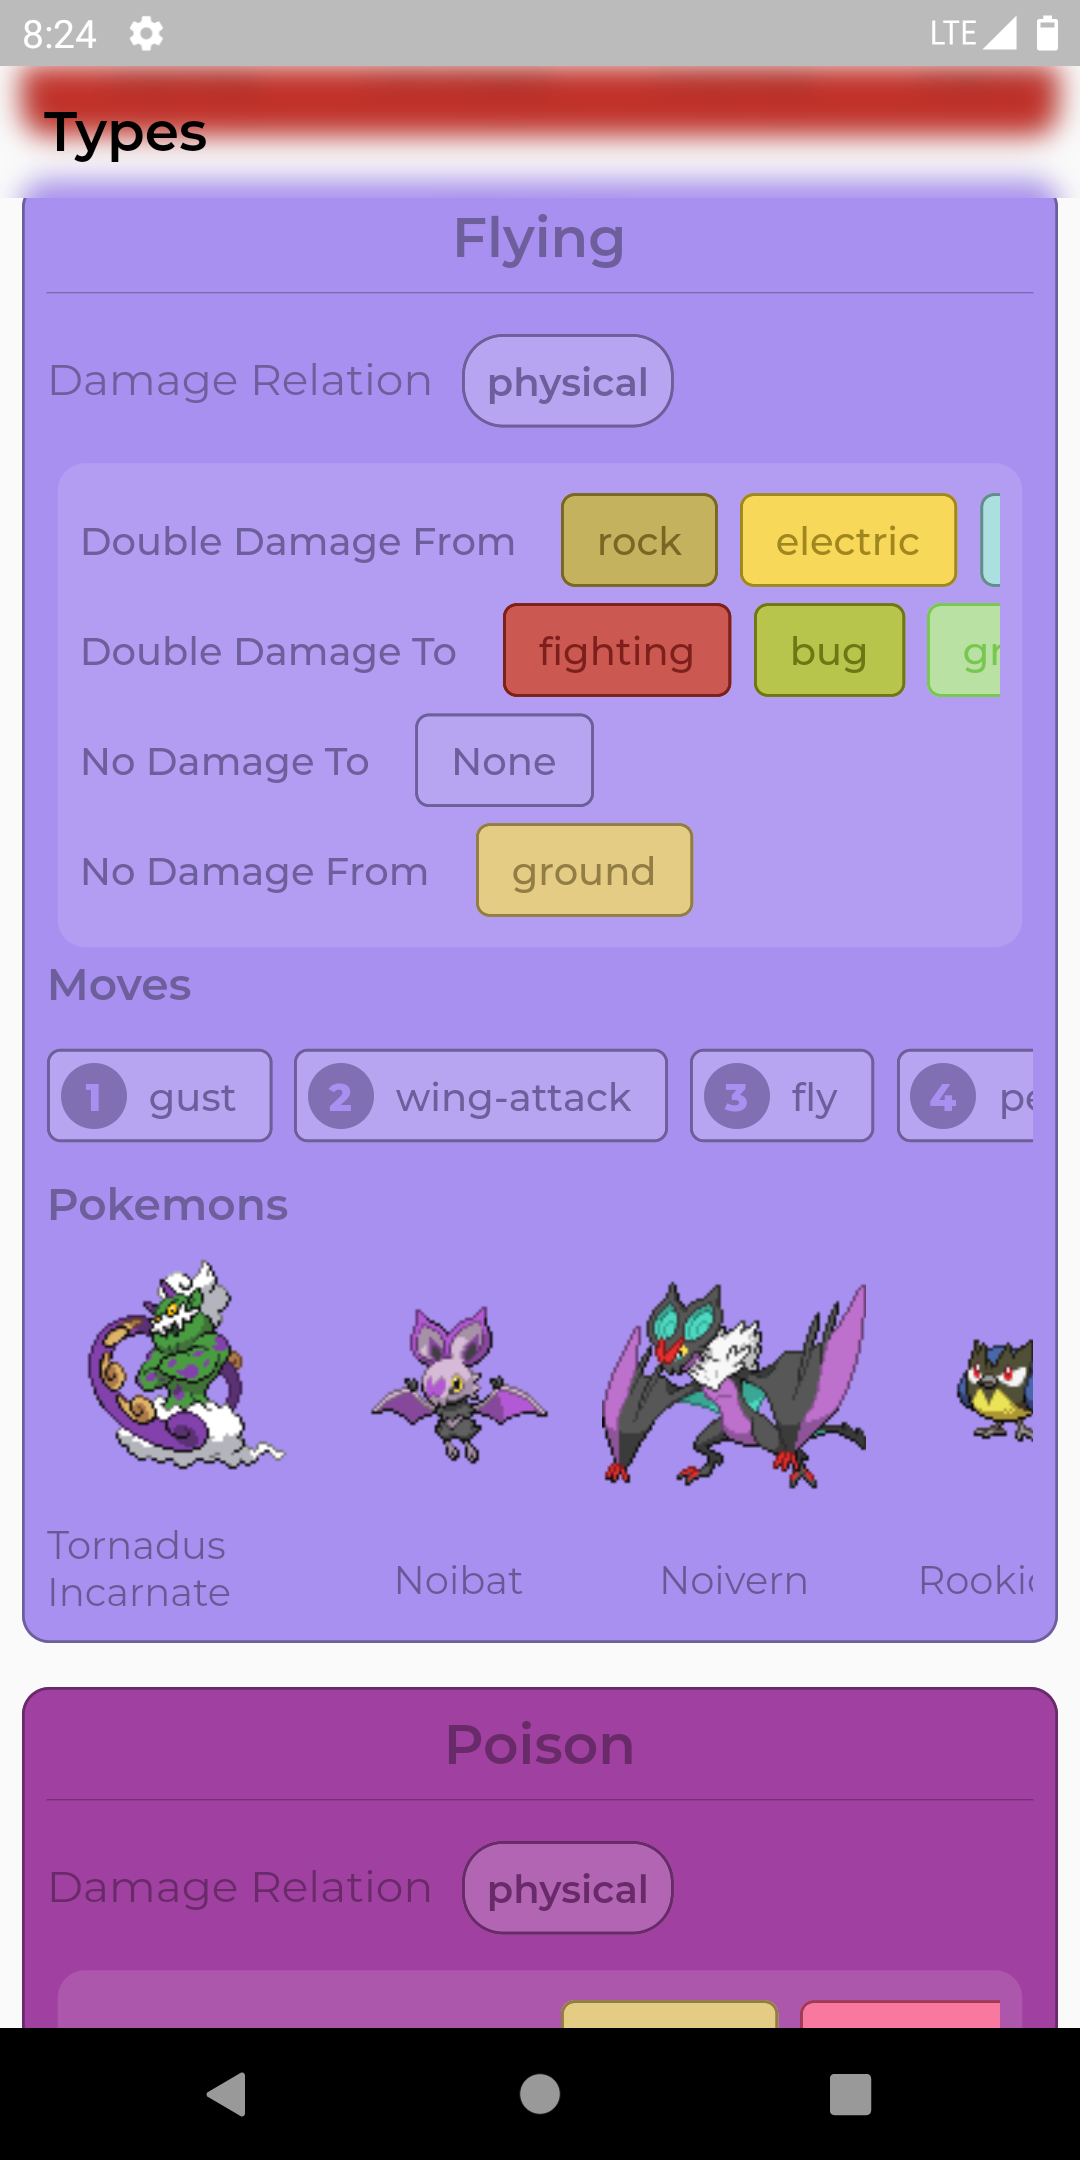 8:24 LTE
Types
Flying
Damage Relation physical
Double Damage From rock electric
Double Damage To fighting bug
No Damage To None
No Damage From ground
Moves
1 gust 2 wing-attack 3 fly 4
Pokemons
Tornadus
Incarnate
Noibat Noivern
Poison
Damage Relation physical